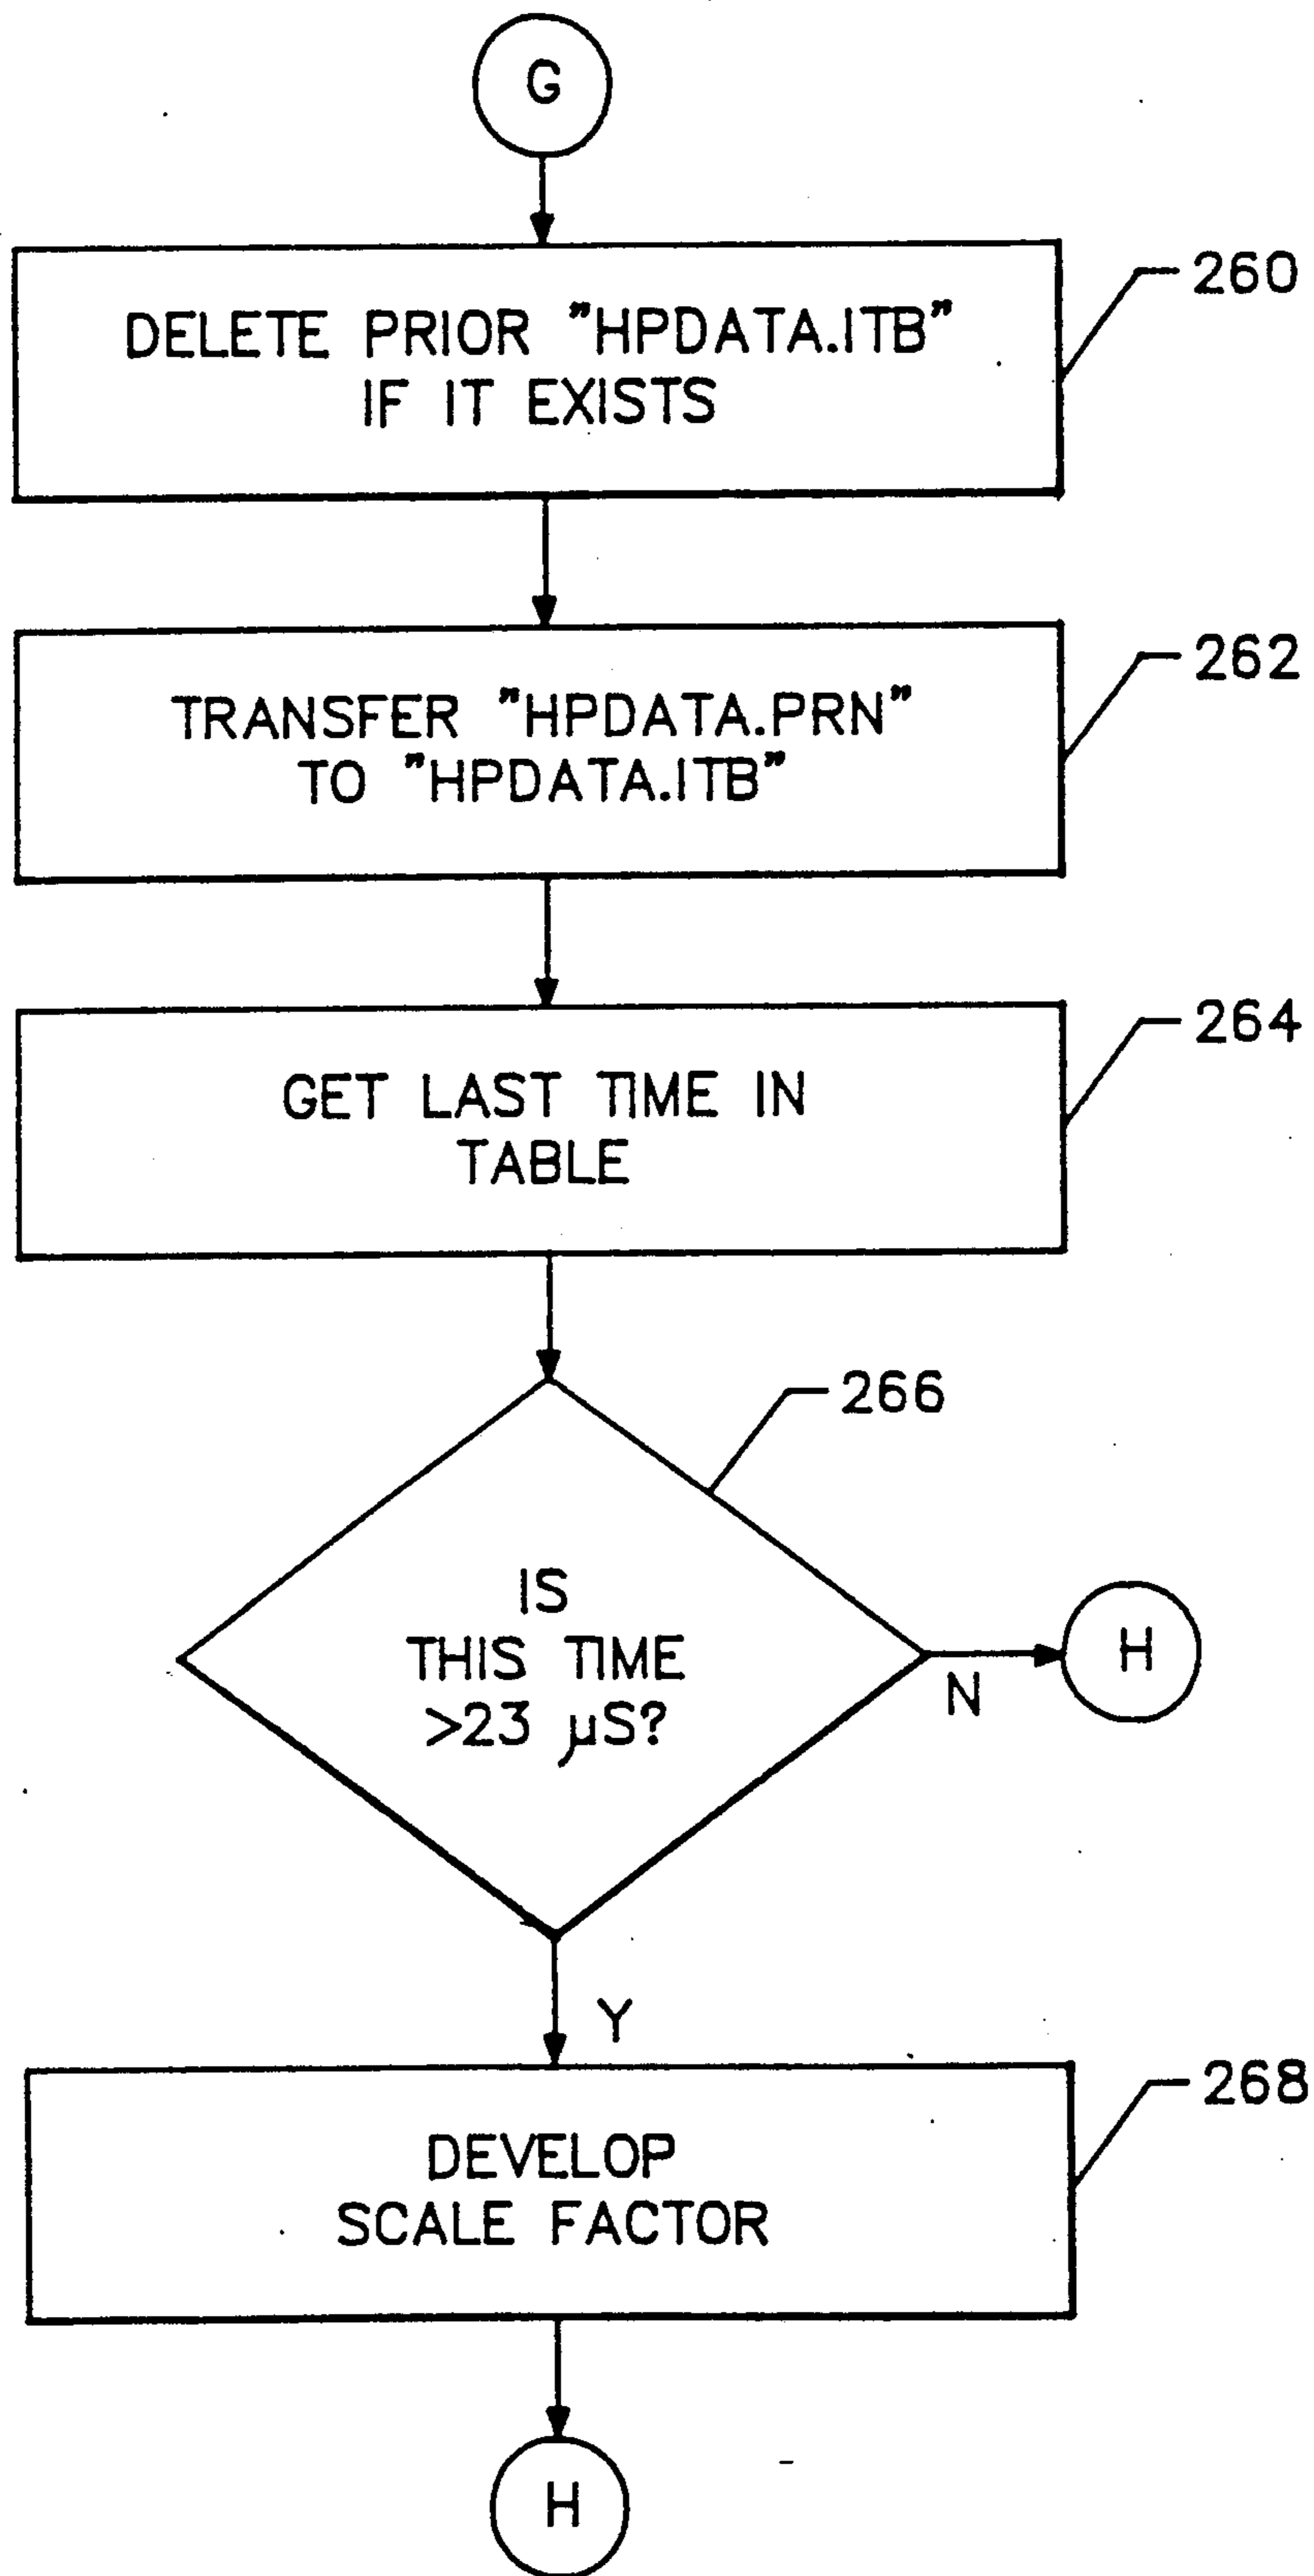 G
260
DELETE PRIOR "HPDATA.ITB"
IF IT EXISTS
262
TRANSFER "HPDATA.PRN"
TO "HPDATA.ITB"
264
GET LAST TIME IN
TABLE
266
IS
THIS TIME
>23 µS?
N
H
Y
268
DEVELOP
SCALE FACTOR
H